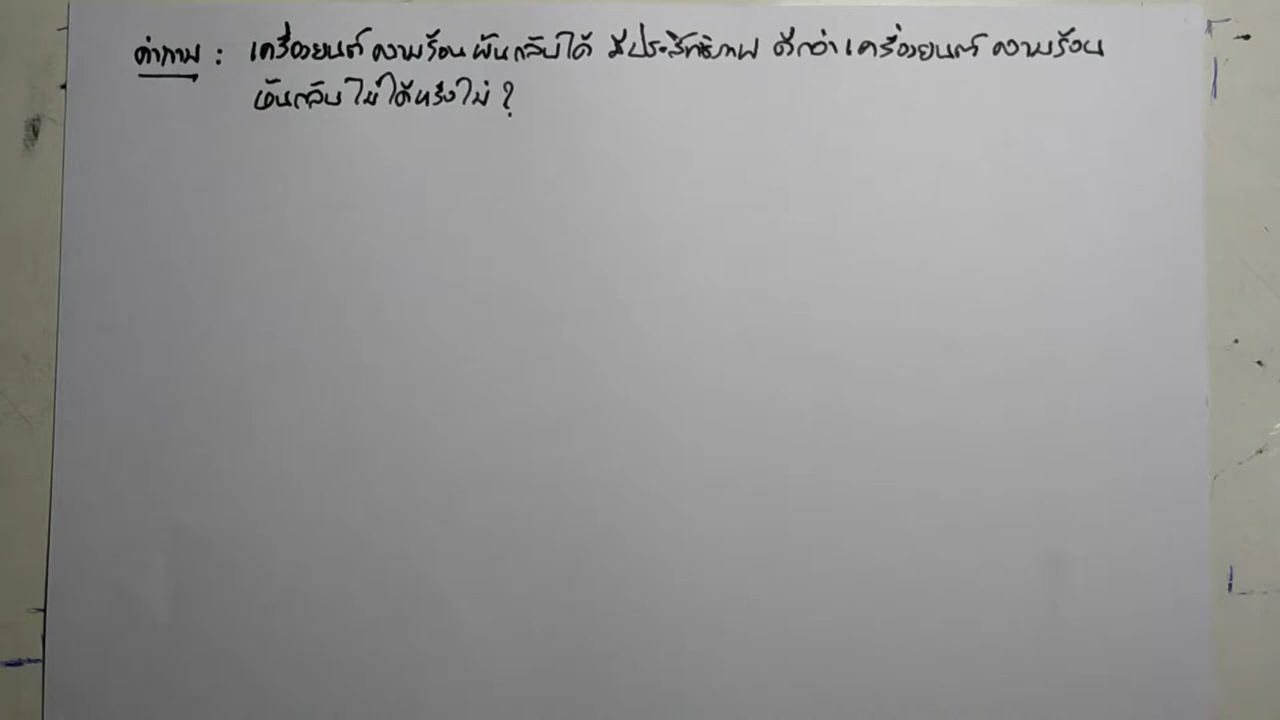 คำถาม : เครื่องยนต์ความร้อนผันกลับได้ มีประสิทธิภาพ ดีกว่าเครื่องยนต์ความร้อน
ผันกลับไม่ได้หรือไม่ ?